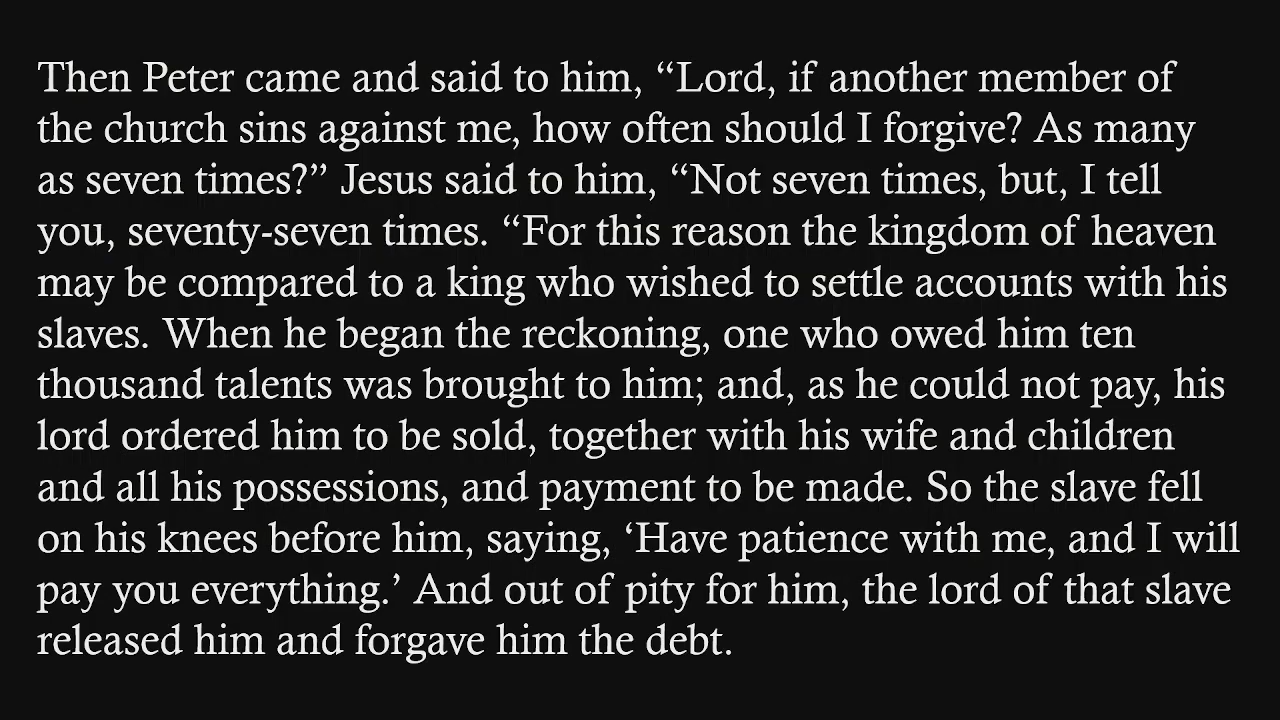 Then Peter came and said to him, “Lord, if another member of
the church sins against me, how often should I forgive? As many
as seven times?” Jesus said to him, “Not seven times, but, I tell
you, seventy-seven times. “For this reason the kingdom of heaven
may be compared to a king who wished to settle accounts with his
slaves. When he began the reckoning, one who owed him ten
thousand talents was brought to him; and, as he could not pay, his
lord ordered him to be sold, together with his wife and children
and all his possessions, and payment to be made. So the slave fell
on his knees before him, saying, ‘Have patience with me, and I will
pay you everything.’ And out of pity for him, the lord of that slave
released him and forgave him the debt.